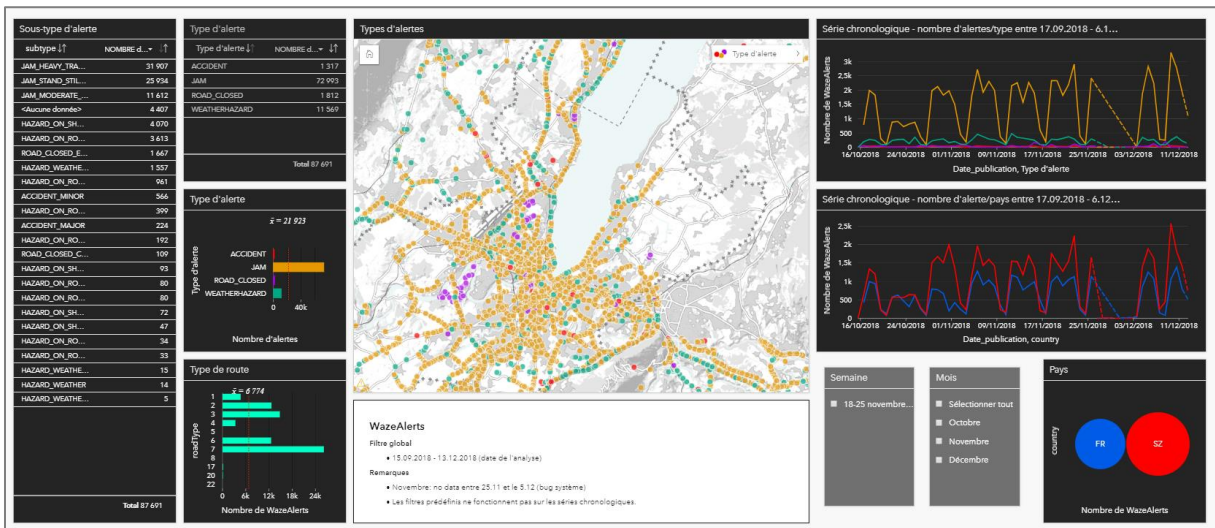 Sous-type d'alerte
subtype NOMBRE d...
JAM_HEAVY_TRA... 31 907
JAM_STAND_STIL... 25 934
JAM_MODERATE_... 11 612
<Aucune donnée> 4 407
HAZARD_ON_SH... 4 070
HAZARD_ON_RO... 3 613
ROAD_CLOSED_E... 1 667
HAZARD_WEATHE... 1 557
HAZARD_ON_RO... 961
ACCIDENT_MINOR 566
HAZARD_ON_RO... 399
ACCIDENT_MAJOR 224
HAZARD_ON_RO... 192
ROAD_CLOSED_C... 109
HAZARD_ON_SH... 93
HAZARD_ON_RO... 80
HAZARD_ON_RO... 80
HAZARD_ON_SH... 72
HAZARD_ON_SH... 47
HAZARD_ON_RO... 34
HAZARD_ON_RO... 33
HAZARD_WEATHE... 15
HAZARD_WEATHER 14
HAZARD_WEATHE... 5
Total 87 691
Type d'alerte
Type d'alerte NOMBRE d...
ACCIDENT 1 317
JAM 72 993
ROAD_CLOSED 1 812
WEATHERHAZARD 11 569
Total 87 691
Type d'alerte
x̄ = 21 923
Type d'alerte
ACCIDENT
JAM
ROAD_CLOSED
WEATHERHAZARD
0 40k
Nombre d'alertes
Type de route
x̄ = 6 774
roadType
1
2
3
4
5
6
7
8
17
20
22
0 6k 12k 18k 24k
Nombre de WazeAlerts
Types d'alertes
Type d'alerte
WazeAlerts
Filtre global
• 15.09.2018 - 13.12.2018 (date de l'analyse)
Remarques
• Novembre: no data entre 25.11 et le 5.12 (bug système)
• Les filtres prédéfinis ne fonctionnent pas sur les séries chronologiques.
Série chronologique - nombre d'alertes/type entre 17.09.2018 - 6.1...
Nombre de WazeAlerts
3k
2,5k
2k
1,5k
1k
500
0
16/10/2018 24/10/2018 01/11/2018 09/11/2018 17/11/2018 25/11/2018 03/12/2018 11/12/2018
Date_publication, Type d'alerte
Série chronologique - nombre d'alerte/pays entre 17.09.2018 - 6.12...
Nombre de WazeAlerts
2,5k
2k
1,5k
1k
500
0
16/10/2018 24/10/2018 01/11/2018 09/11/2018 17/11/2018 25/11/2018 03/12/2018 11/12/2018
Date_publication, country
Semaine
18-25 novembre...
Mois
Sélectionner tout
Octobre
Novembre
Décembre
Pays
country
FR SZ
Nombre de WazeAlerts